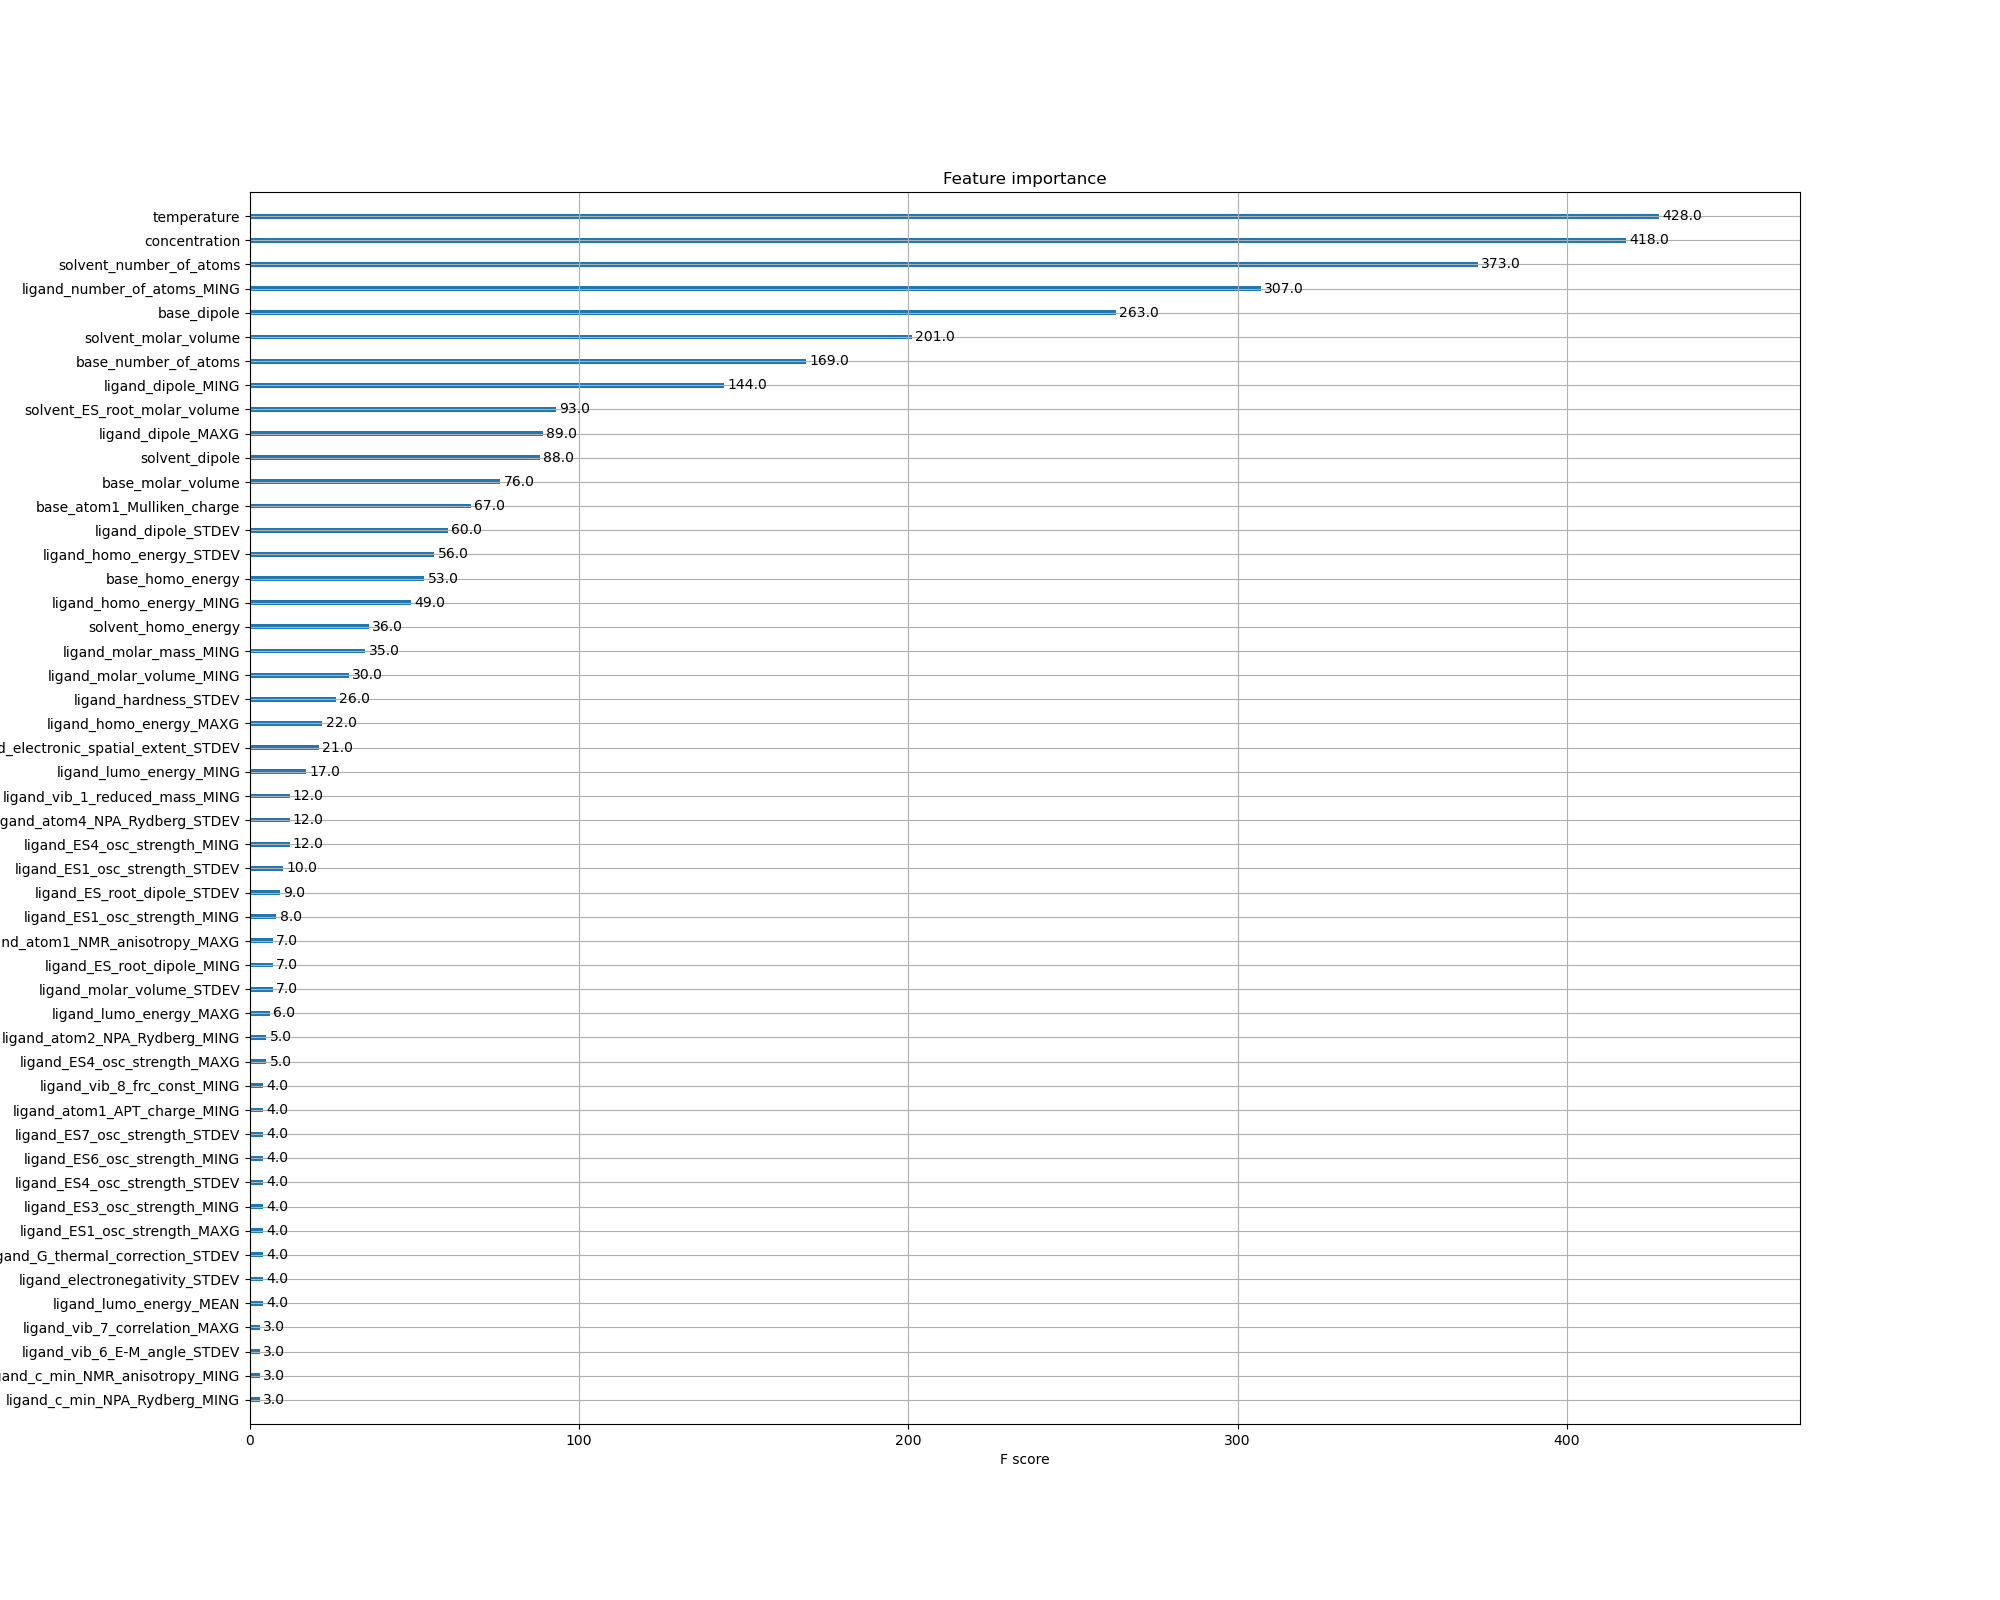 Feature importance
temperature 428.0
concentration 418.0
solvent_number_of_atoms 373.0
ligand_number_of_atoms_MING 307.0
base_dipole 263.0
solvent_molar_volume 201.0
base_number_of_atoms 169.0
ligand_dipole_MING 144.0
solvent_ES_root_molar_volume 93.0
ligand_dipole_MAXG 89.0
solvent_dipole 88.0
base_molar_volume 76.0
base_atom1_Mulliken_charge 67.0
ligand_dipole_STDEV 60.0
ligand_homo_energy_STDEV 56.0
base_homo_energy 53.0
ligand_homo_energy_MING 49.0
solvent_homo_energy 36.0
ligand_molar_mass_MING 35.0
ligand_molar_volume_MING 30.0
ligand_hardness_STDEV 26.0
ligand_homo_energy_MAXG 22.0
d_electronic_spatial_extent_STDEV 21.0
ligand_lumo_energy_MING 17.0
ligand_vib_1_reduced_mass_MING 12.0
gand_atom4_NPA_Rydberg_STDEV 12.0
ligand_ES4_osc_strength_MING 12.0
ligand_ES1_osc_strength_STDEV 10.0
ligand_ES_root_dipole_STDEV 9.0
ligand_ES1_osc_strength_MING 8.0
nd_atom1_NMR_anisotropy_MAXG 7.0
ligand_ES_root_dipole_MING 7.0
ligand_molar_volume_STDEV 7.0
ligand_lumo_energy_MAXG 6.0
ligand_atom2_NPA_Rydberg_MING 5.0
ligand_ES4_osc_strength_MAXG 5.0
ligand_vib_8_frc_const_MING 4.0
ligand_atom1_APT_charge_MING 4.0
ligand_ES7_osc_strength_STDEV 4.0
ligand_ES6_osc_strength_MING 4.0
ligand_ES4_osc_strength_STDEV 4.0
ligand_ES3_osc_strength_MING 4.0
ligand_ES1_osc_strength_MAXG 4.0
gand_G_thermal_correction_STDEV 4.0
ligand_electronegativity_STDEV 4.0
ligand_lumo_energy_MEAN 4.0
ligand_vib_7_correlation_MAXG 3.0
ligand_vib_6_E-M_angle_STDEV 3.0
and_c_min_NMR_anisotropy_MING 3.0
ligand_c_min_NPA_Rydberg_MING 3.0
0 100 200 300 400
F score